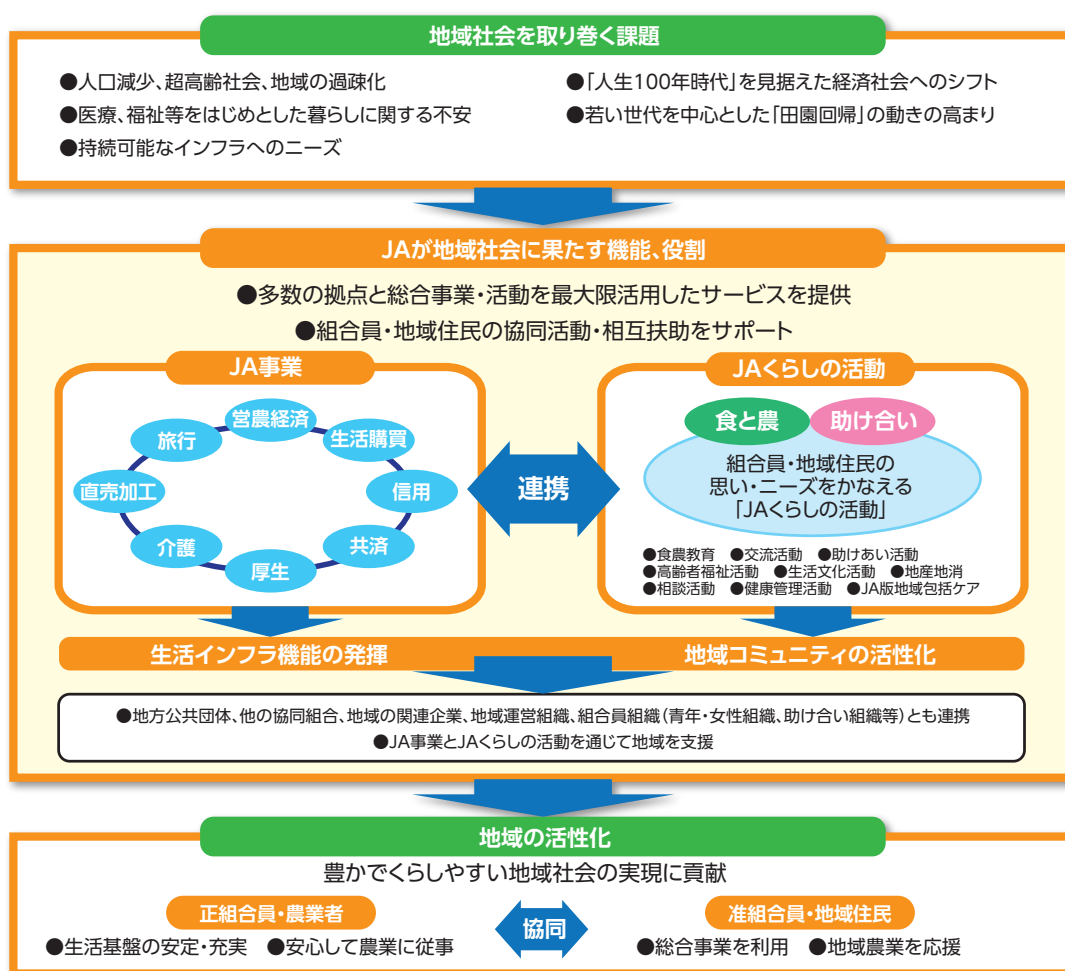 地域社会を取り巻く課題
●人口減少、超高齢社会、地域の過疎化
●医療、福祉等をはじめとした暮らしに関する不安
●持続可能なインフラへのニーズ
●「人生100年時代」を見据えた経済社会へのシフト
●若い世代を中心とした「田園回帰」の動きの高まり
JAが地域社会に果たす機能、役割
●多数の拠点と総合事業・活動を最大限活用したサービスを提供
●組合員・地域住民の協同活動・相互扶助をサポート
JA事業
営農経済
生活購買
信用
共済
厚生
介護
直売加工
旅行
連携
JAくらしの活動
食と農
助け合い
組合員・地域住民の
思い・ニーズをかなえる
「JAくらしの活動」
●食農教育 ●交流活動 ●助けあい活動
●高齢者福祉活動 ●生活文化活動 ●地産地消
●相談活動 ●健康管理活動 ●JA版地域包括ケア
生活インフラ機能の発揮
地域コミュニティの活性化
●地方公共団体、他の協同組合、地域の関連企業、地域運営組織、組合員組織(青年・女性組織、助け合い組織等)とも連携
●JA事業とJAくらしの活動を通じて地域を支援
地域の活性化
豊かでくらしやすい地域社会の実現に貢献
正組合員・農業者
●生活基盤の安定・充実 ●安心して農業に従事
協同
准組合員・地域住民
●総合事業を利用 ●地域農業を応援